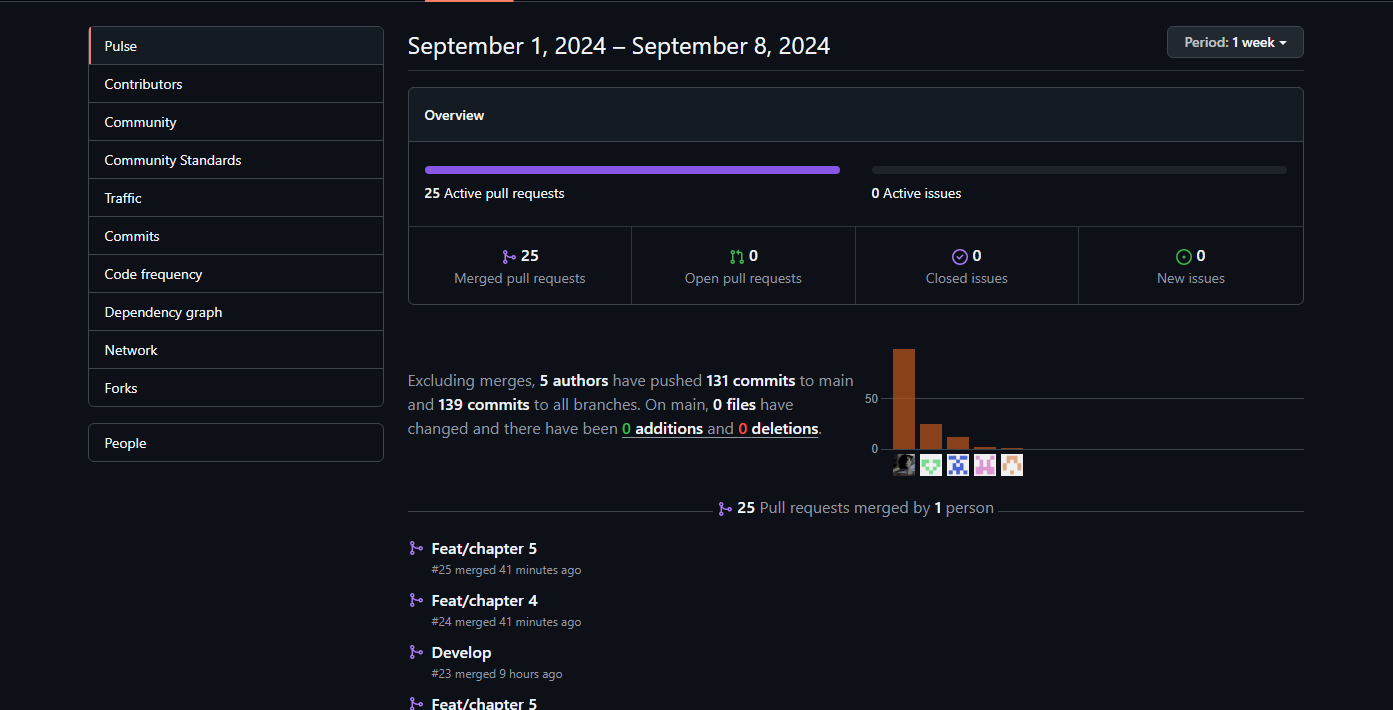 Pulse
Contributors
Community
Community Standards
Traffic
Commits
Code frequency
Dependency graph
Network
Forks
People
September 1, 2024 – September 8, 2024
Period: 1 week
Overview
25 Active pull requests
0 Active issues
25
Merged pull requests
0
Open pull requests
0
Closed issues
0
New issues
Excluding merges, 5 authors have pushed 131 commits to main
and 139 commits to all branches. On main, 0 files have
changed and there have been 0 additions and 0 deletions.
50
0
25 Pull requests merged by 1 person
Feat/chapter 5
#25 merged 41 minutes ago
Feat/chapter 4
#24 merged 41 minutes ago
Develop
#23 merged 9 hours ago
Feat/chapter 5